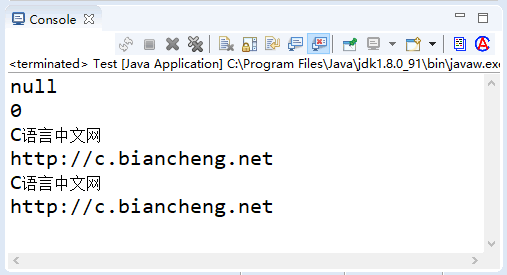 Console
<terminated> Test [Java Application] C:\Program Files\Java\jdk1.8.0_91\bin\javaw.exe
null
0
C语言中文网
http://c.biancheng.net
C语言中文网
http://c.biancheng.net